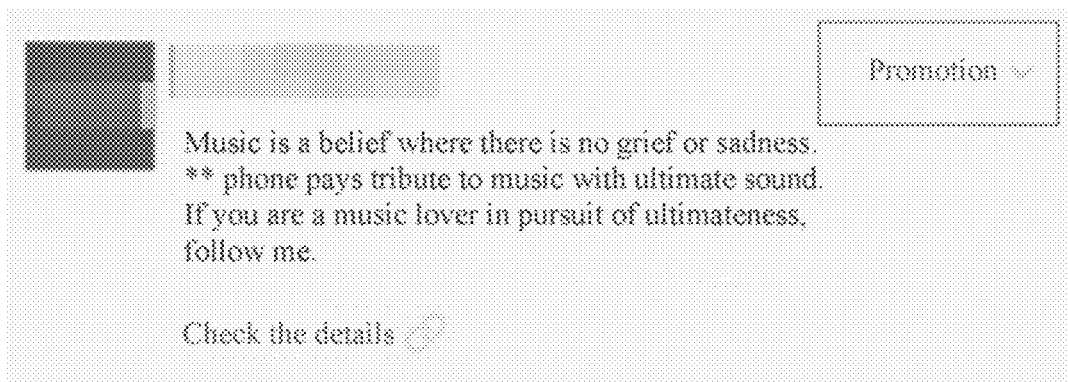 Promotion
Music is a belief where there is no grief or sadness.
** phone pays tribute to music with ultimate sound.
If you are a music lover in pursuit of ultimateness,
follow me.
Check the details